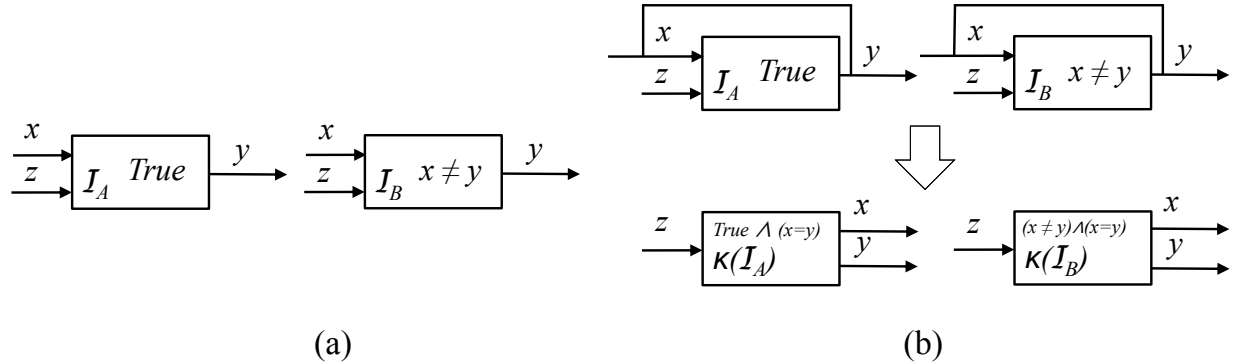 x
z
I_A True
y
x
z
I_B x ≠ y
y
(a)
x
z
I_A True
y
x
z
I_B x ≠ y
y
z
True ∧ (x=y)
κ(I_A)
x
y
z
(x ≠ y)∧(x=y)
κ(I_B)
x
y
(b)